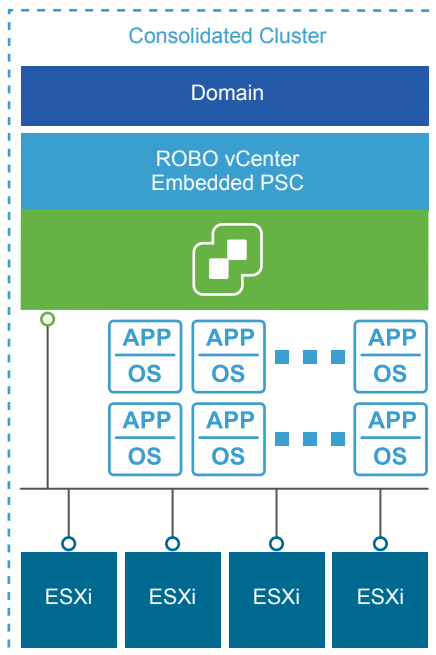 Consolidated Cluster
Domain
ROBO vCenter
Embedded PSC
APP APP APP
OS OS OS
APP APP APP
OS OS OS
ESXi ESXi ESXi ESXi